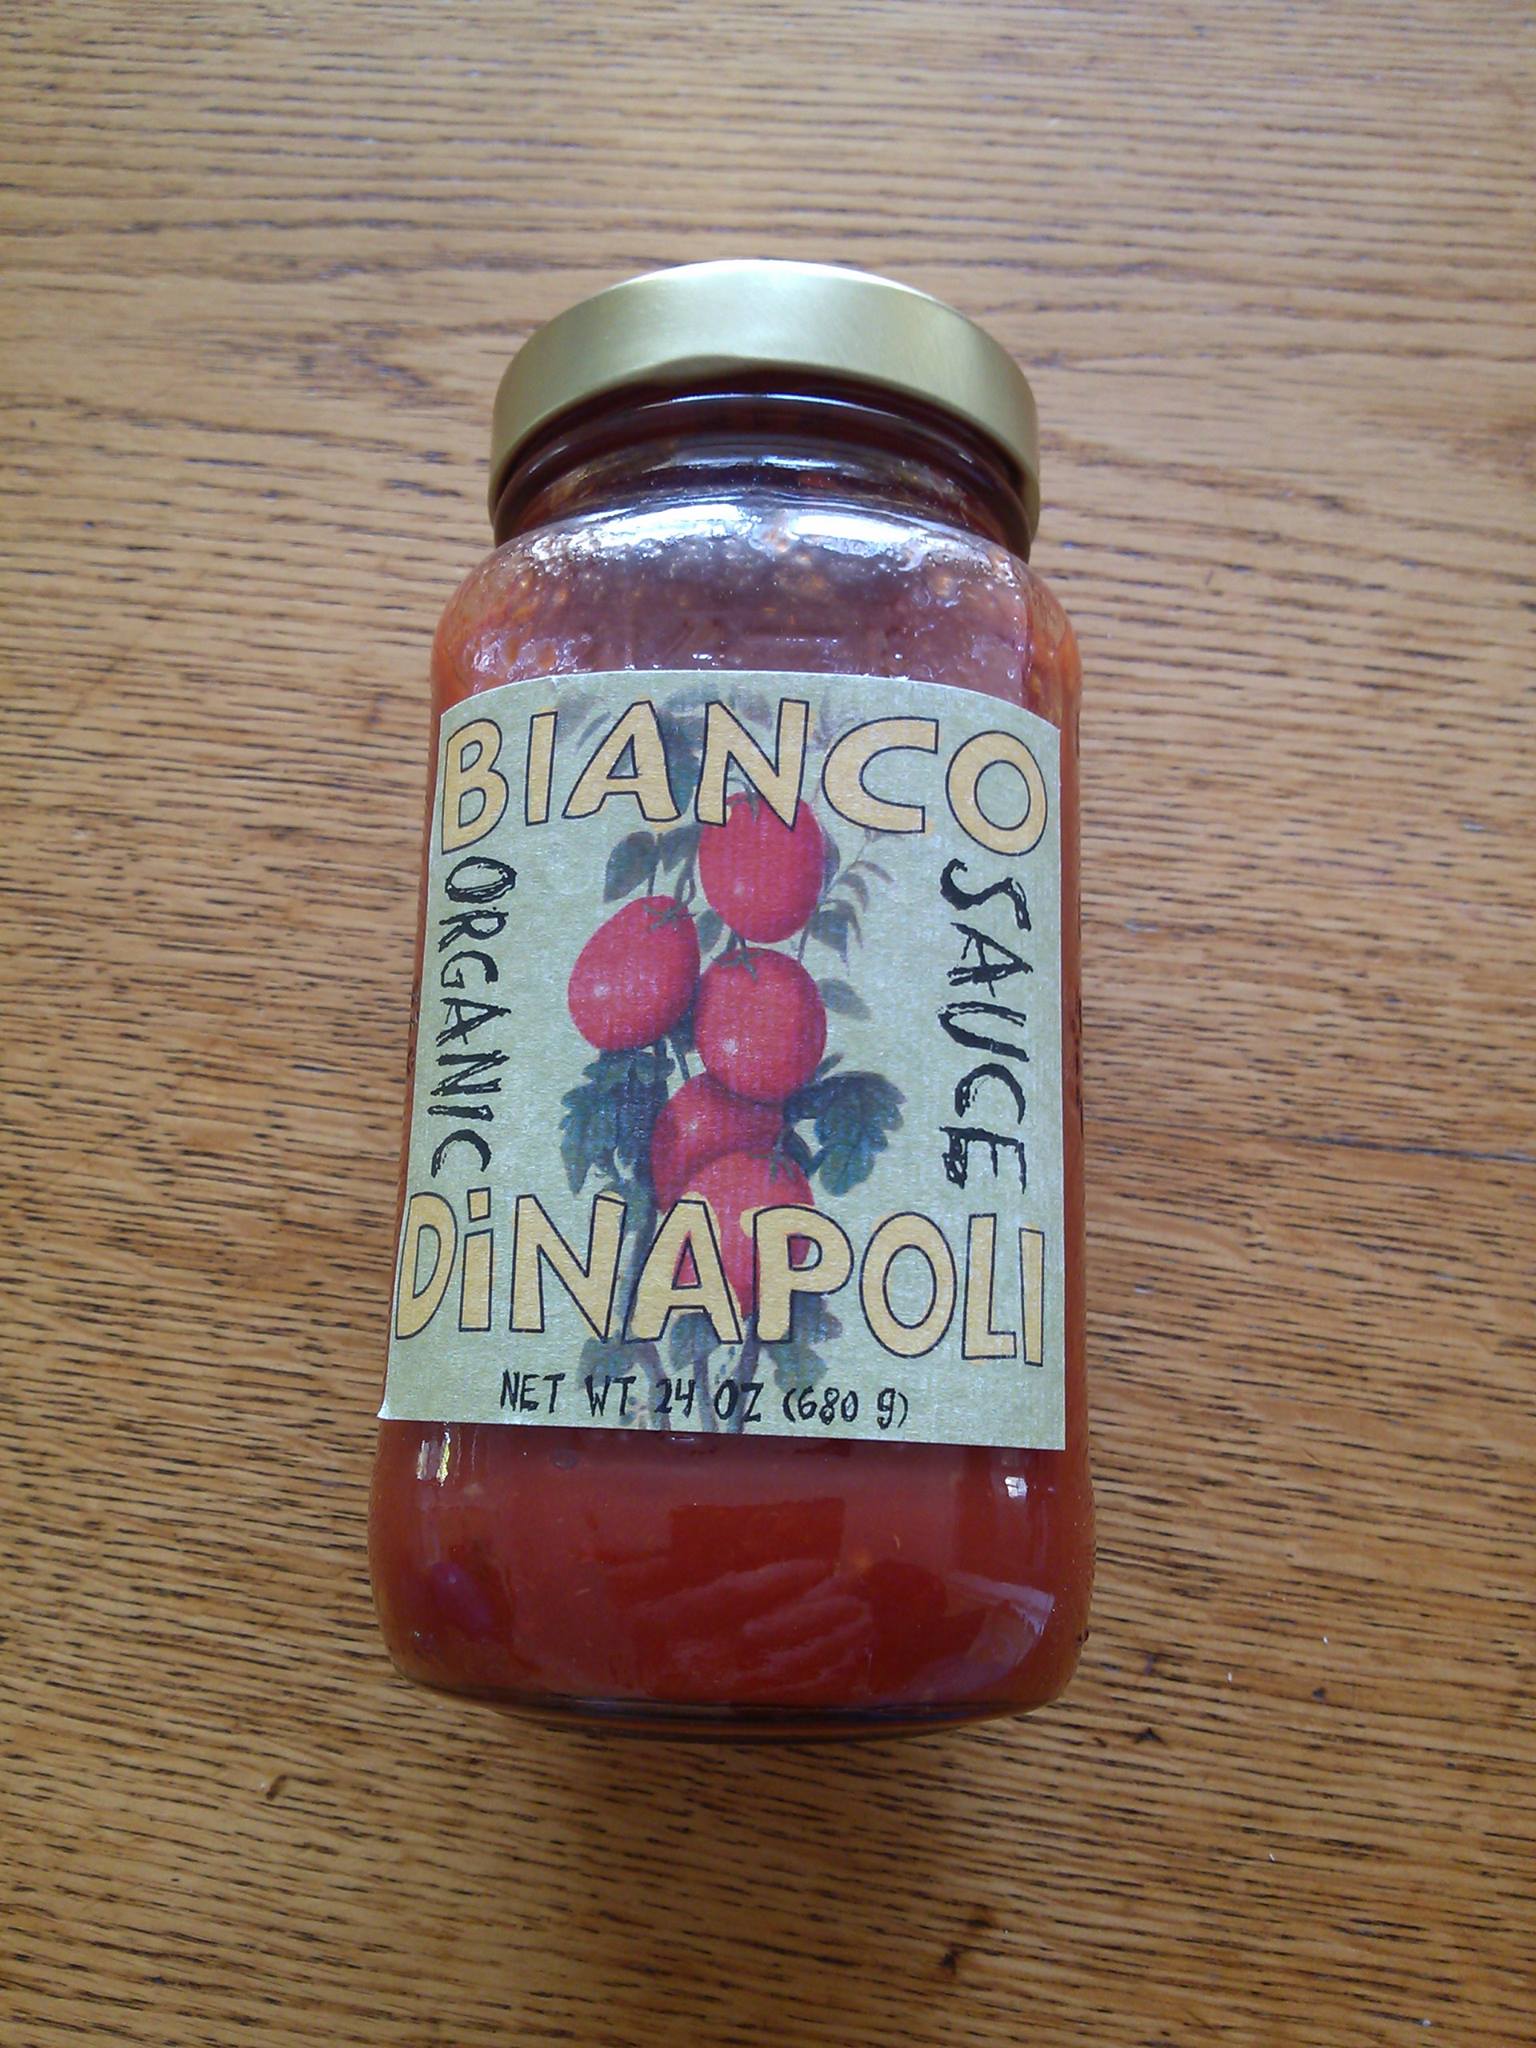 BIANCO
ORGANIC
SAUCE
DiNAPOLI
NET WT 24 OZ (680 g)